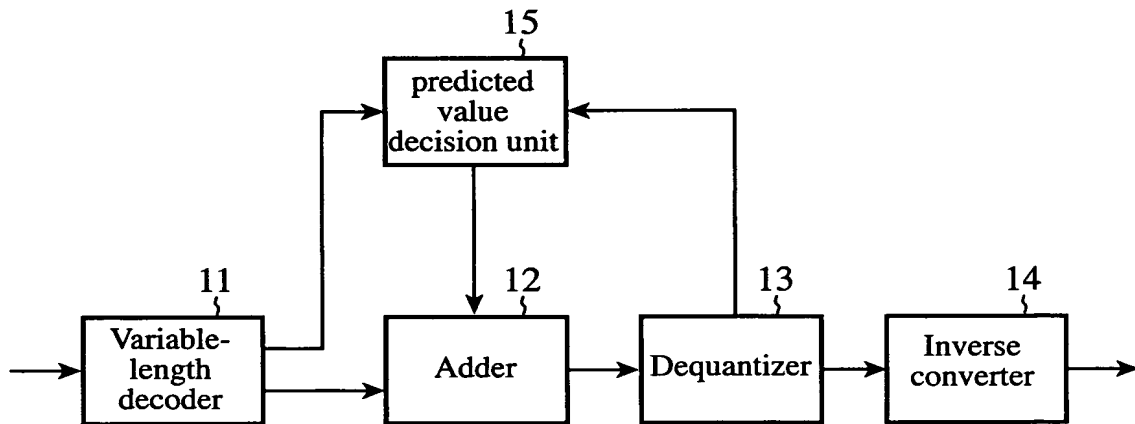 15
predicted
value
decision unit
11
12
13
14
Variable-
length
decoder
Adder
Dequantizer
Inverse
converter